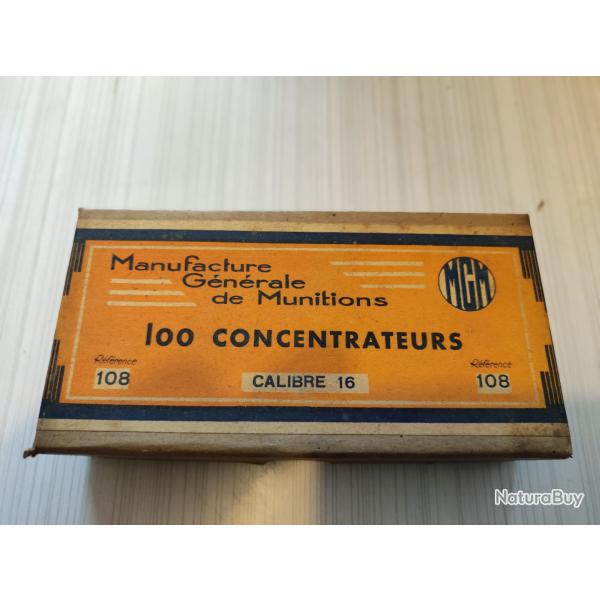 Manufacture
Générale
de Munitions
MGM
100 CONCENTRATEURS
Référence
108
CALIBRE 16
Référence
108
NaturaBuy